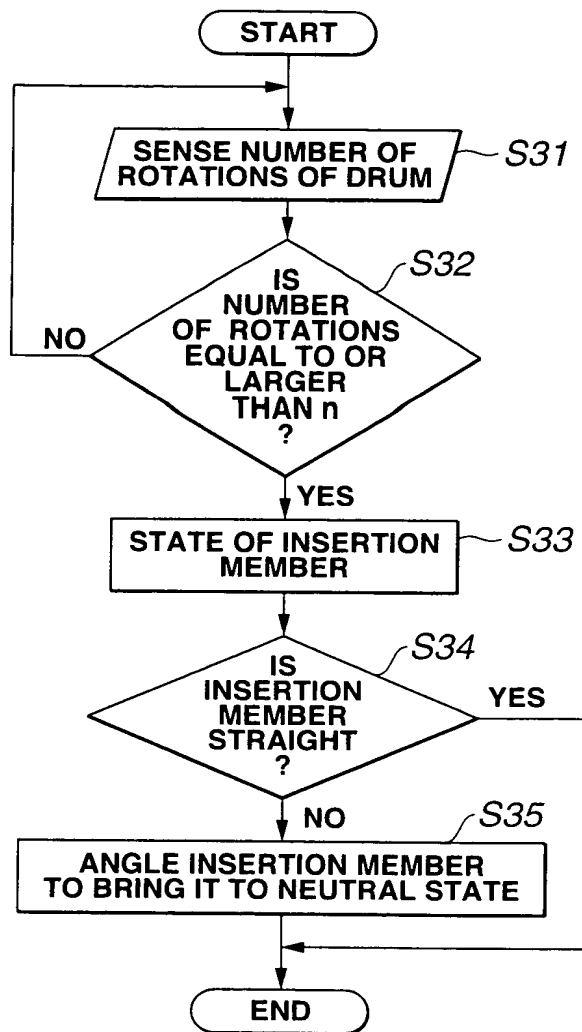 START
SENSE NUMBER OF
ROTATIONS OF DRUM
S31
S32
IS
NUMBER
OF ROTATIONS
EQUAL TO OR
LARGER
THAN n
?
NO
YES
STATE OF INSERTION
MEMBER
S33
S34
IS
INSERTION
MEMBER
STRAIGHT
?
YES
NO
S35
ANGLE INSERTION MEMBER
TO BRING IT TO NEUTRAL STATE
END